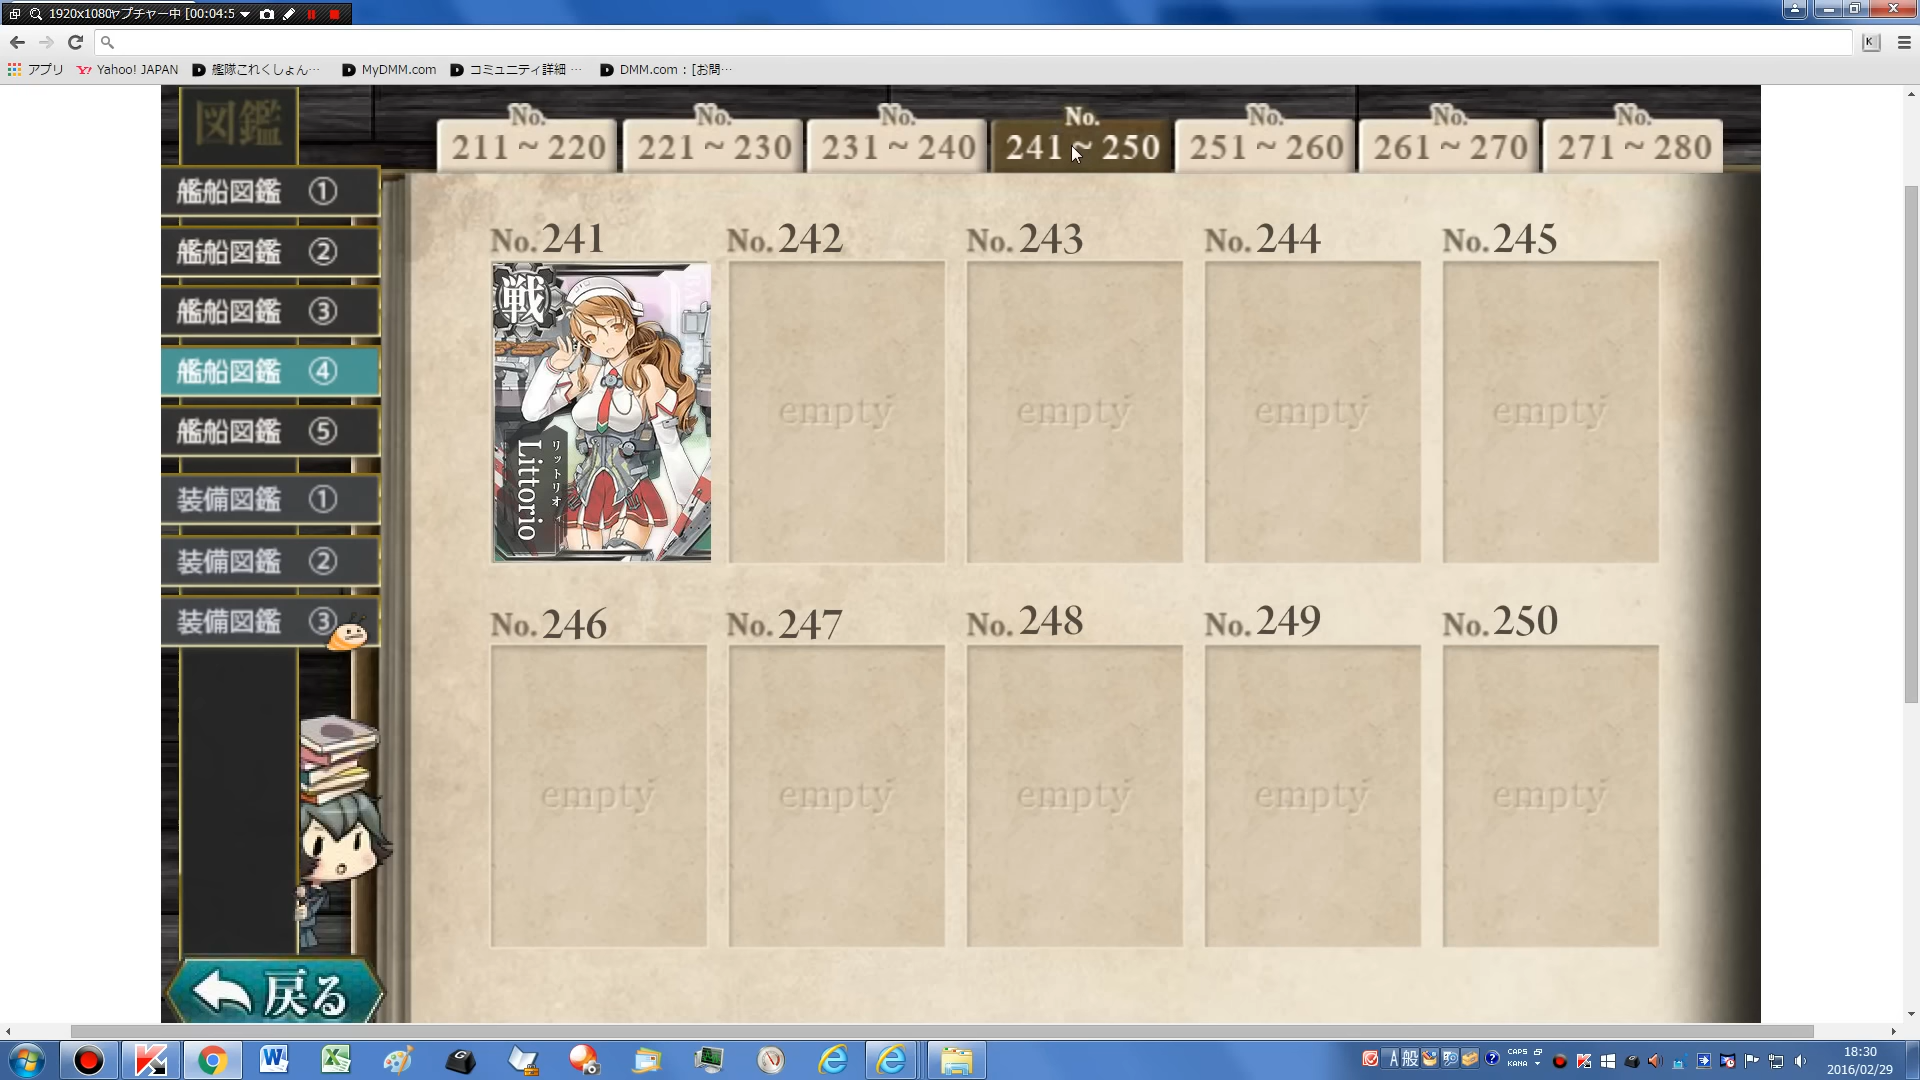 1920x1080ャプチャー中 [00:04:5
アプリ Yahoo! JAPAN 艦隊これくしょん… MyDMM.com コミュニティ詳細 … DMM.com : [お問…
図鑑
No. 211 ~ 220
No. 221 ~ 230
No. 231 ~ 240
No. 241 ~ 250
No. 251 ~ 260
No. 261 ~ 270
No. 271 ~ 280
艦船図鑑 ①
艦船図鑑 ②
艦船図鑑 ③
艦船図鑑 ④
艦船図鑑 ⑤
装備図鑑 ①
装備図鑑 ②
装備図鑑 ③
戻る
No. 241
戦
リットリオ
Littorio
No. 242
empty
No. 243
empty
No. 244
empty
No. 245
empty
No. 246
empty
No. 247
empty
No. 248
empty
No. 249
empty
No. 250
empty
A 般
CAPS
KANA
18:30
2016/02/29